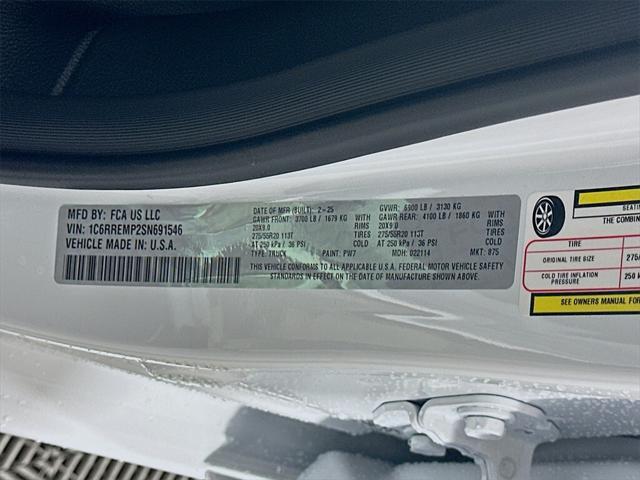 MFD BY: FCA US LLC
VIN: 1C6RREMP2SN691546
VEHICLE MADE IN: U.S.A.
DATE OF MFR (BUILT): 2-25
GAWR FRONT: 3700 LB / 1679 KG WITH
20X9.0 RIMS
275/55R20 113T TIRES
AT 250 kPa / 36 PSI COLD
TYPE: TRUCK PAINT: PW7
GVWR: 6900 LB / 3130 KG
GAWR REAR: 4100 LB / 1860 KG WITH
20X9.0 RIMS
275/55R20 113T TIRES
AT 250 kPa / 36 PSI COLD
MDH: 022114 MKT: 875
THIS VEHICLE CONFORMS TO ALL APPLICABLE U.S. FEDERAL MOTOR VEHICLE SAFETY
STANDARDS IN EFFECT ON THE DATE OF MANUFACTURE SHOWN ABOVE.
THE COMBIN
TIRE
ORIGINAL TIRE SIZE 275/
COLD TIRE INFLATION PRESSURE 250
SEE OWNERS MANUAL FOR